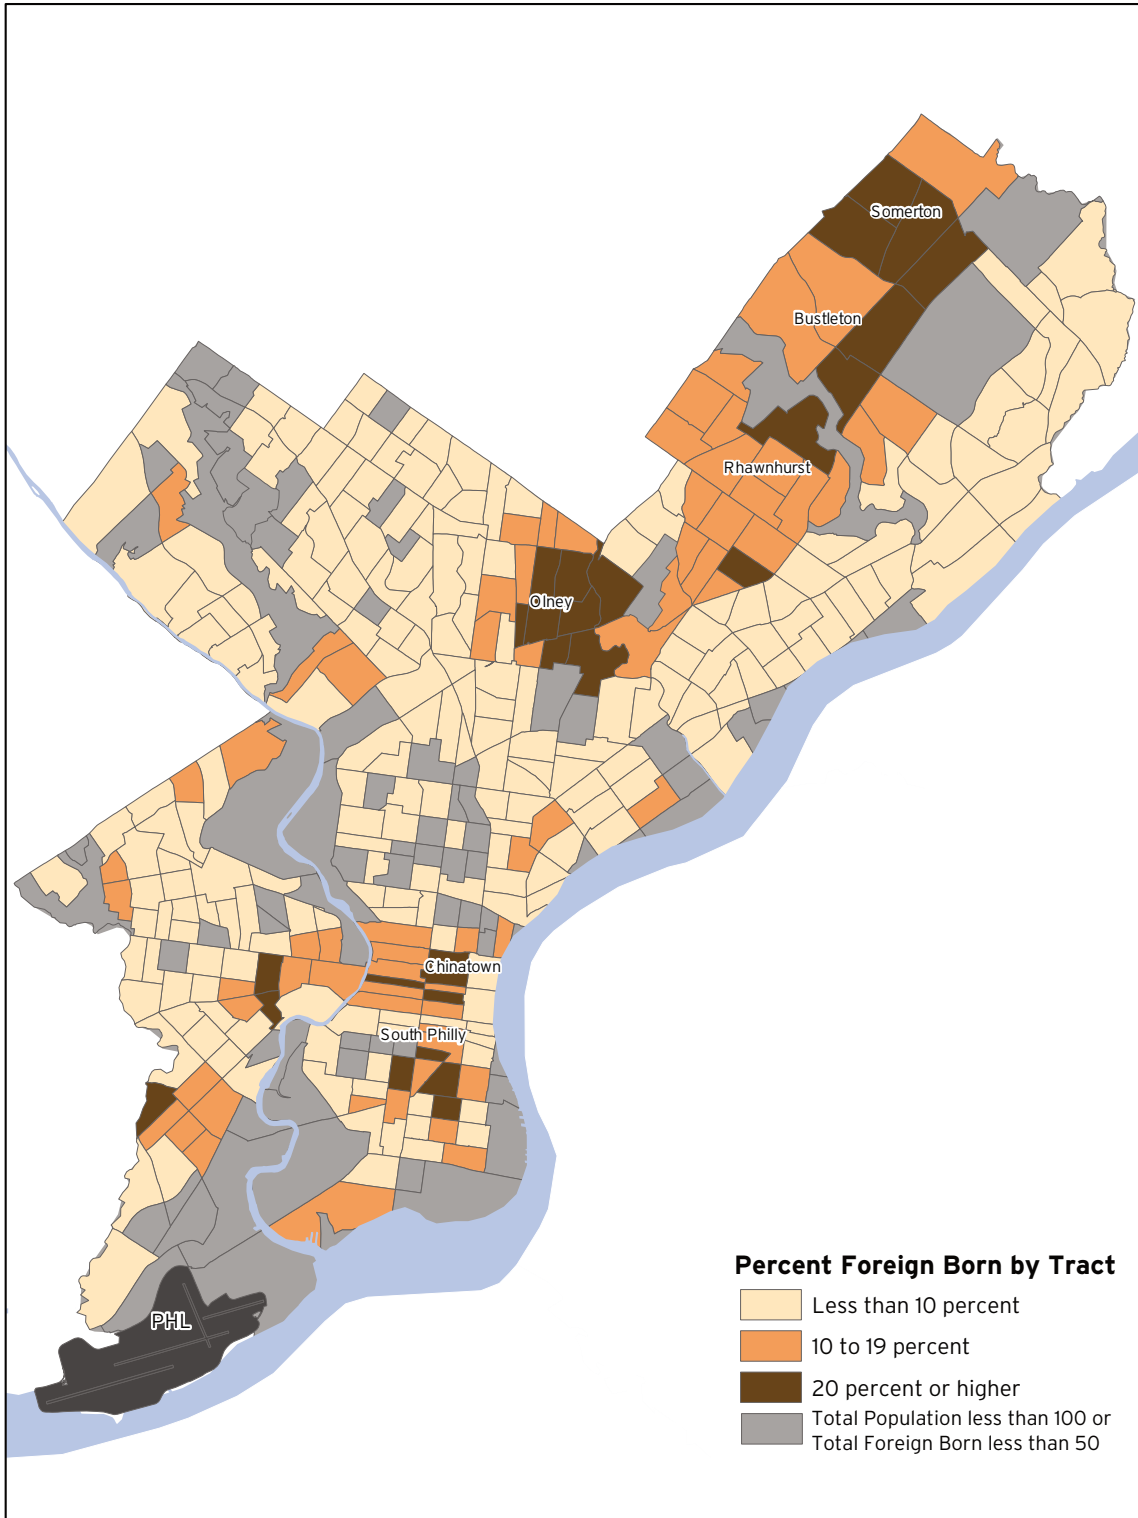 Somerton
Bustleton
Rhawnhurst
Olney
Chinatown
South Philly
PHL
Percent Foreign Born by Tract
Less than 10 percent
10 to 19 percent
20 percent or higher
Total Population less than 100 or
Total Foreign Born less than 50